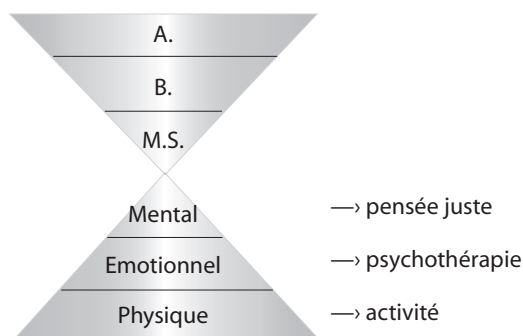 A.
B.
M.S.
Mental —› pensée juste
Emotionnel —› psychothérapie
Physique —› activité